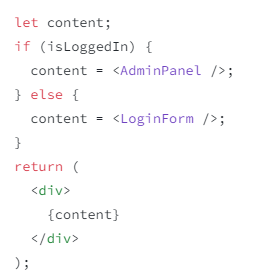 let content;
if (isLoggedIn) {
  content = <AdminPanel />;
} else {
  content = <LoginForm />;
}
return (
  <div>
    {content}
  </div>
);